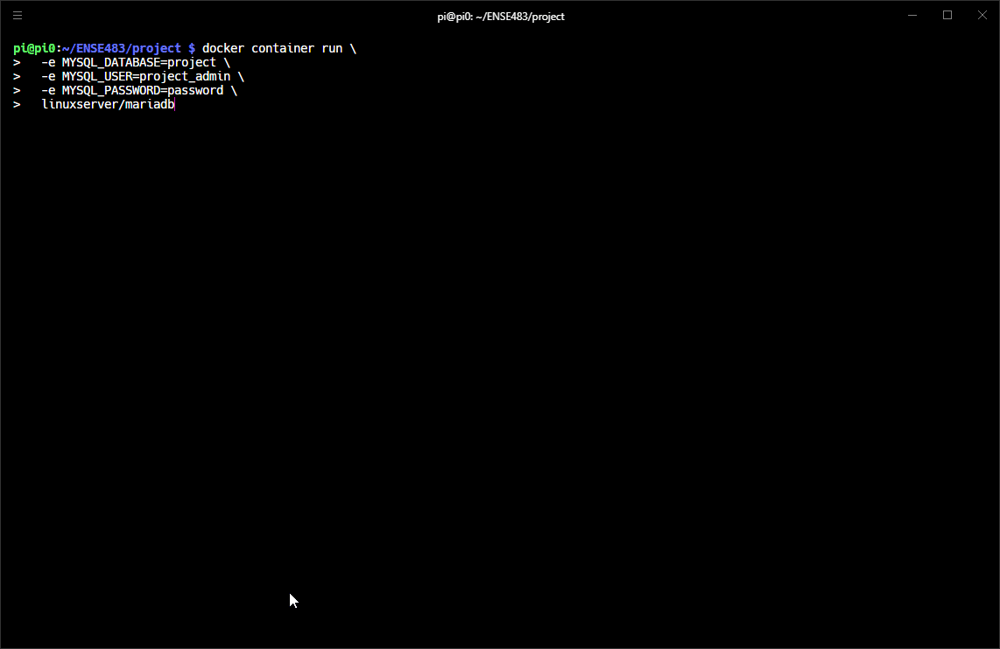 pi@pi0: ~/ENSE483/project
pi@pi0:~/ENSE483/project $ docker container run \
>   -e MYSQL_DATABASE=project \
>   -e MYSQL_USER=project_admin \
>   -e MYSQL_PASSWORD=password \
>   linuxserver/mariadb